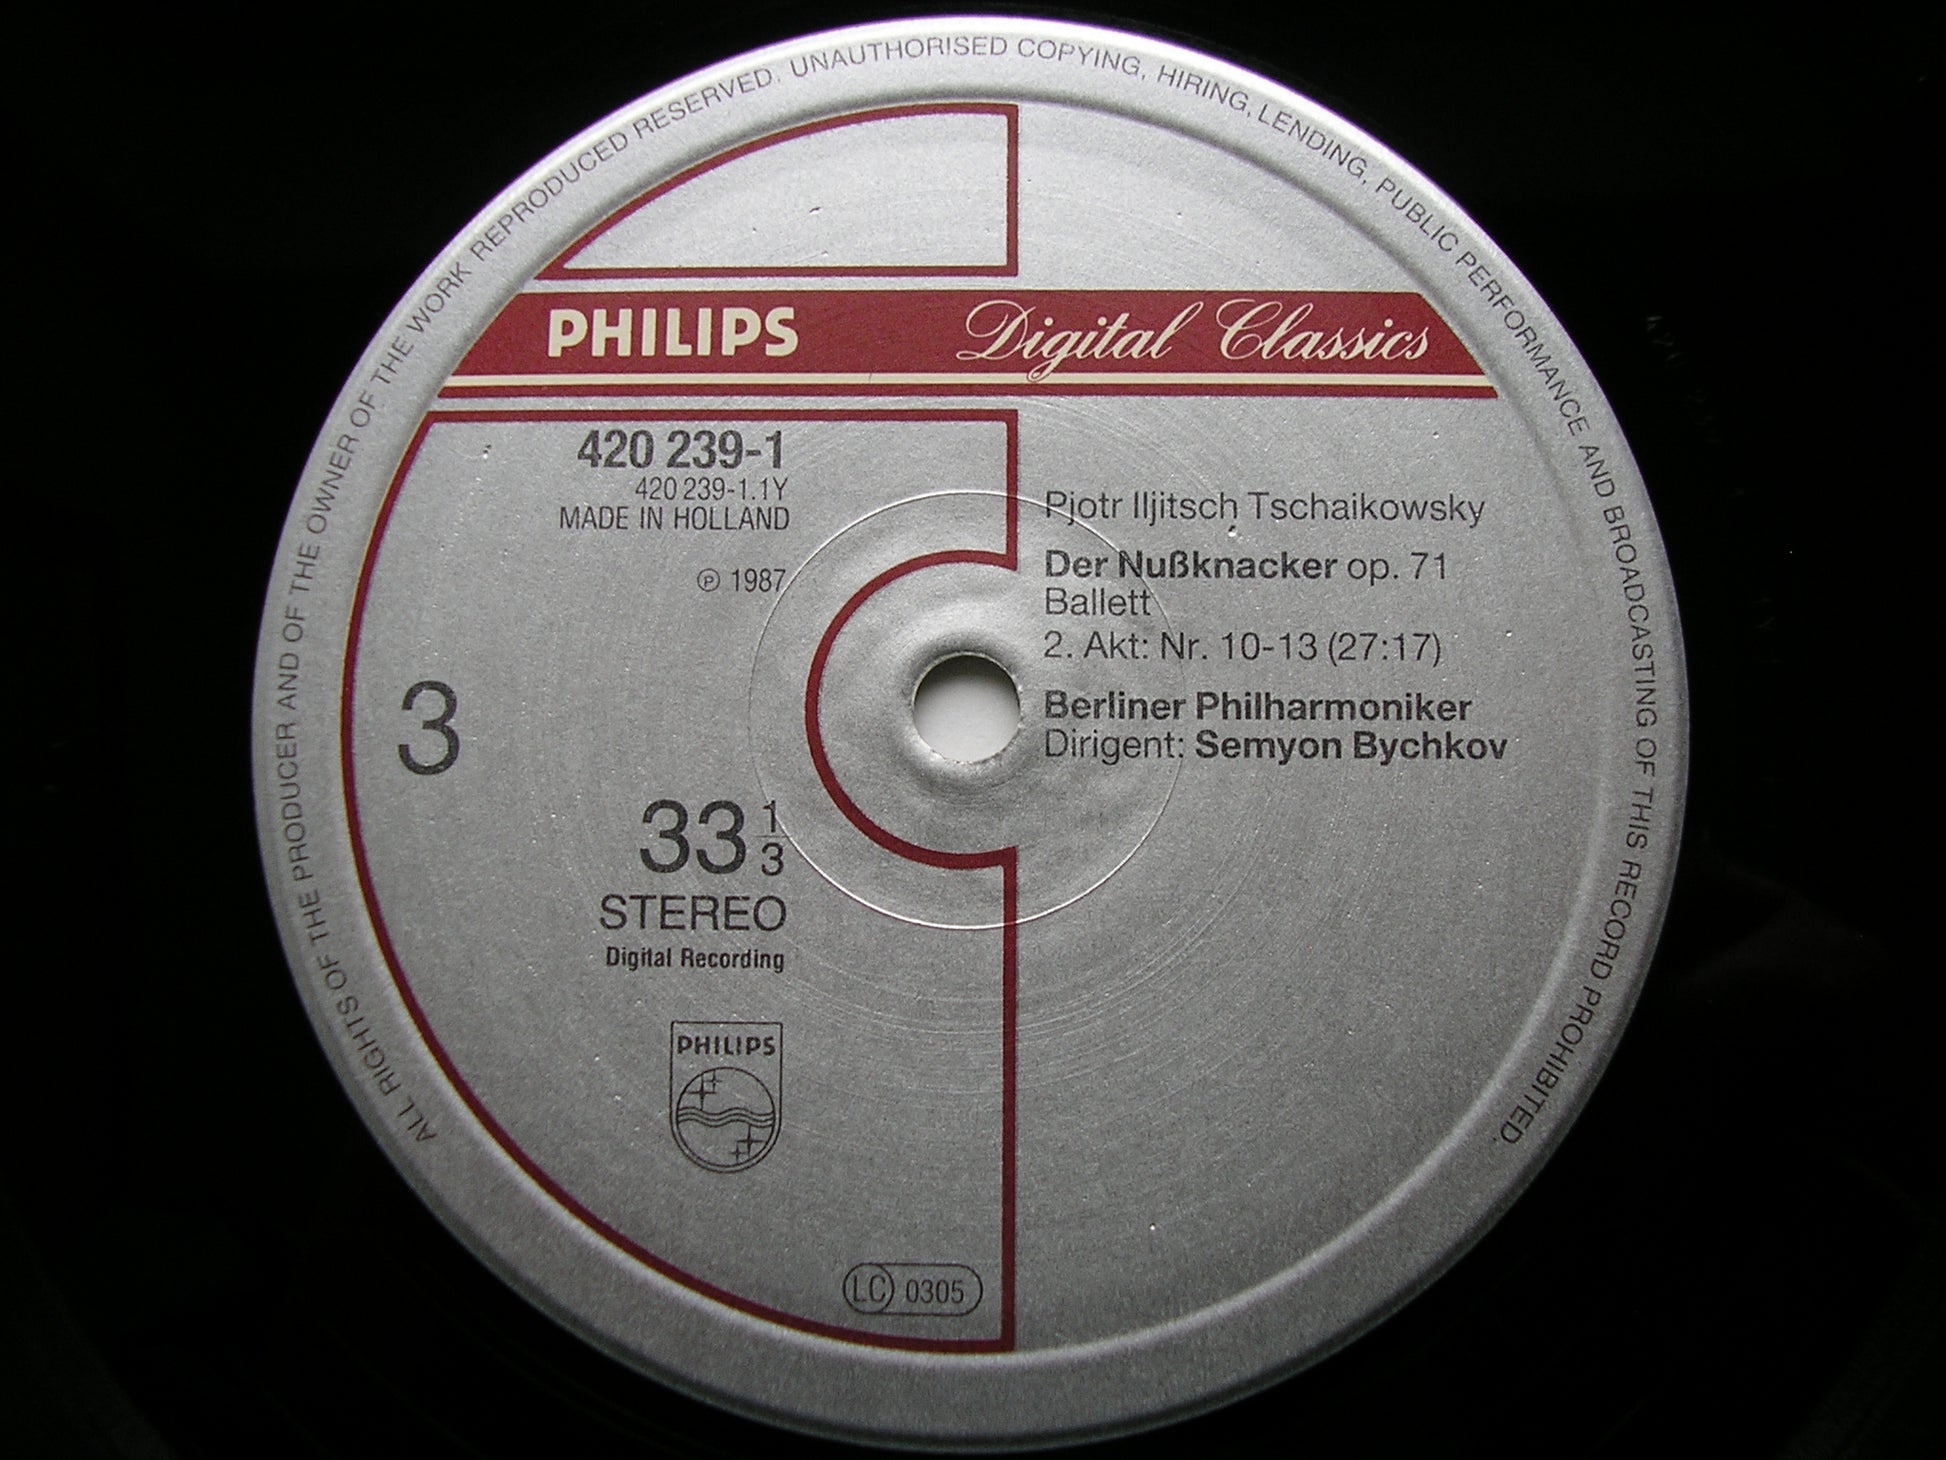 ALL RIGHTS OF THE PRODUCER AND OF THE OWNER OF THE WORK REPRODUCED RESERVED. UNAUTHORISED COPYING, HIRING, LENDING, PUBLIC PERFORMANCE AND BROADCASTING OF THIS RECORD PROHIBITED.
PHILIPS Digital Classics
420 239-1
420 239-1.1Y
MADE IN HOLLAND
℗ 1987
3
33 1/3
STEREO
Digital Recording
PHILIPS
LC 0305
Pjotr Iljitsch Tschaikowsky
Der Nußknacker op. 71
Ballett
2. Akt: Nr. 10-13 (27:17)
Berliner Philharmoniker
Dirigent: Semyon Bychkov